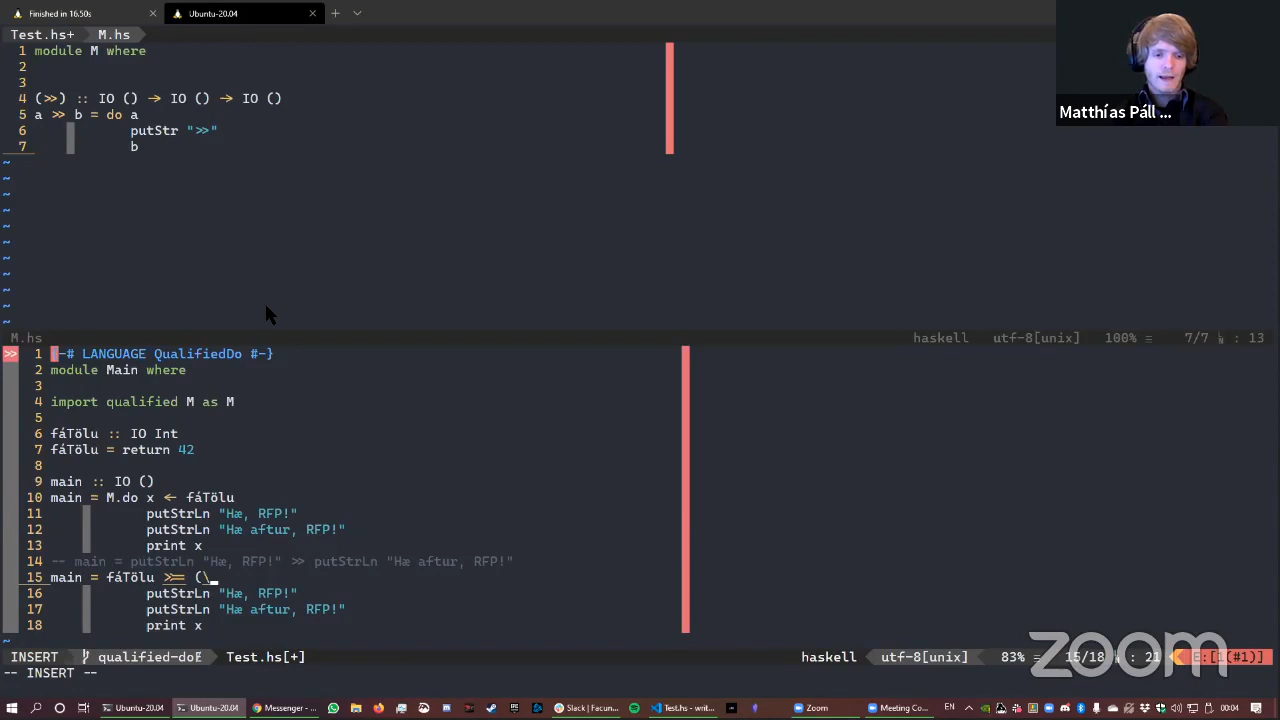 Finished in 16.50s
Ubuntu-20.04
Test.hs+ M.hs
1 module M where
2
3
4 (>>) :: IO () → IO () → IO ()
5 a >> b = do a
6 putStr ">>"
7 b
~
~
~
~
~
~
~
~
~
~
~
Matthías Páll ...
M.hs haskell utf-8[unix] 100% ≡ 7/7 : 13
>> 1 {-# LANGUAGE QualifiedDo #-}
2 module Main where
3
4 import qualified M as M
5
6 fáTölu :: IO Int
7 fáTölu = return 42
8
9 main :: IO ()
10 main = M.do x ← fáTölu
11 putStrLn "Hæ, RFP!"
12 putStrLn "Hæ aftur, RFP!"
13 print x
14 -- main = putStrLn "Hæ, RFP!" >> putStrLn "Hæ aftur, RFP!"
15 main = fáTölu >>= (\
16 putStrLn "Hæ, RFP!"
17 putStrLn "Hæ aftur, RFP!"
18 print x
~
INSERT qualified-do Test.hs[+] haskell utf-8[unix] 83% ≡ 15/18 : 21 E:[1(#1)]
-- INSERT --
zoom
Ubuntu-20.04 Ubuntu-20.04 Messenger - ... Slack | Facun... Test.hs - writ... Zoom Meeting Co... EN 00:04